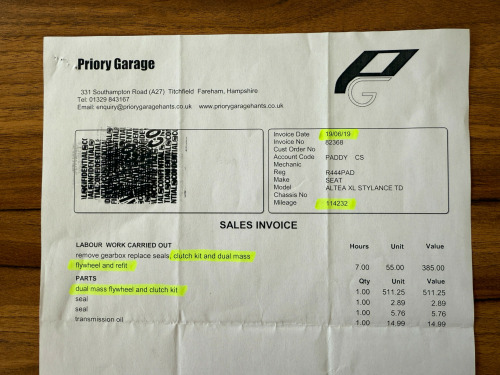 Priory Garage
331 Southampton Road (A27) Titchfield Fareham, Hampshire
Tel: 01329 843167
Email: enquiry@priorygaragehants.co.uk www.priorygaragehants.co.uk
PG
Invoice Date 19/06/19
Invoice No 82368
Cust Order No
Account Code PADDY CS
Mechanic
Reg R444PAD
Make SEAT
Model ALTEA XL STYLANCE TD
Chassis No
Mileage 114232
SALES INVOICE
LABOUR WORK CARRIED OUT Hours Unit Value
remove gearbox replace seals, clutch kit and dual mass
flywheel and refit 7.00 55.00 385.00
PARTS Qty Unit Value
dual mass flywheel and clutch kit 1.00 511.25 511.25
seal 1.00 2.89 2.89
seal 1.00 5.76 5.76
transmission oil 1.00 14.99 14.99